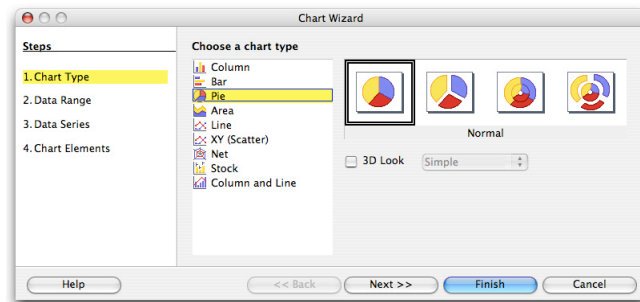 Chart Wizard
Steps
1. Chart Type
2. Data Range
3. Data Series
4. Chart Elements
Choose a chart type
Column
Bar
Pie
Area
Line
XY (Scatter)
Net
Stock
Column and Line
Normal
3D Look
Simple
Help
<< Back
Next >>
Finish
Cancel